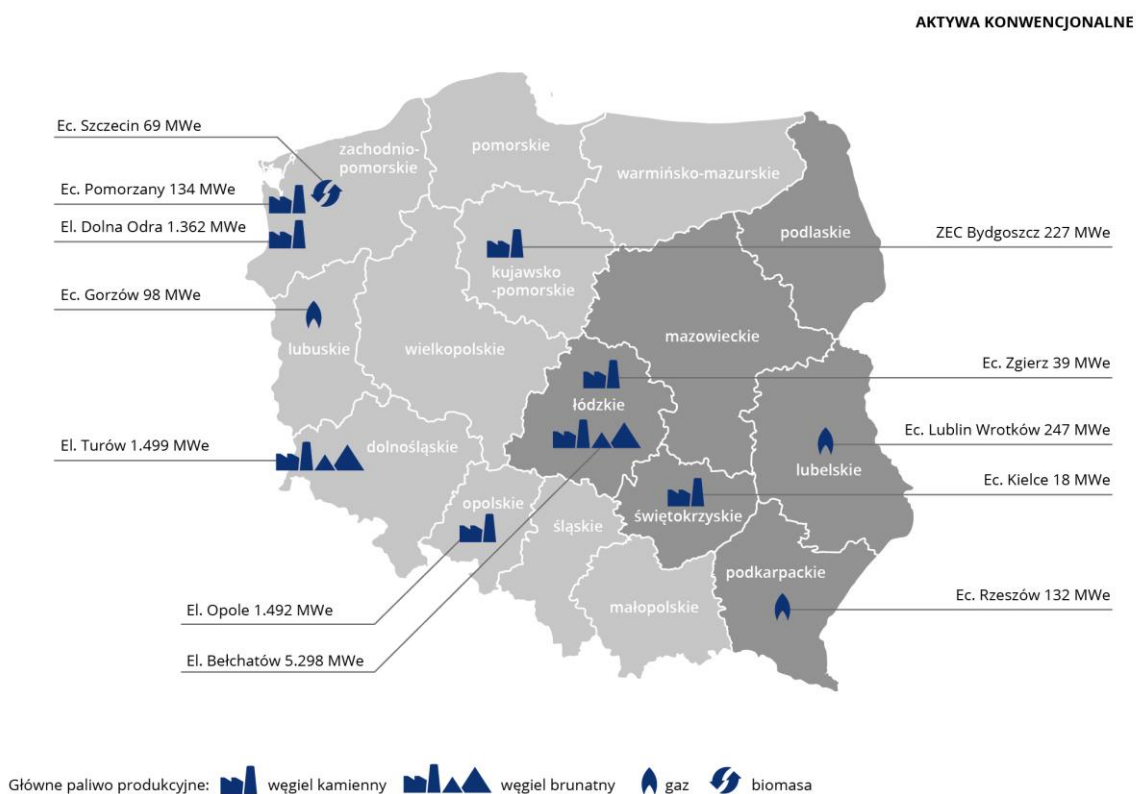 AKTYWA KONWENCJONALNE
Ec. Szczecin 69 MWe
zachodnio-
pomorskie
pomorskie
warmińsko-mazurskie
Ec. Pomorzany 134 MWe
El. Dolna Odra 1.362 MWe
podlaskie
ZEC Bydgoszcz 227 MWe
kujawsko
-pomorskie
Ec. Gorzów 98 MWe
lubuskie
wielkopolskie
mazowieckie
Ec. Zgierz 39 MWe
łódzkie
Ec. Lublin Wrotków 247 MWe
El. Turów 1.499 MWe
dolnośląskie
lubelskie
Ec. Kielce 18 MWe
opolskie
śląskie
świętokrzyskie
podkarpackie
Ec. Rzeszów 132 MWe
małopolskie
El. Opole 1.492 MWe
El. Bełchatów 5.298 MWe
Główne paliwo produkcyjne: węgiel kamienny węgiel brunatny gaz biomasa